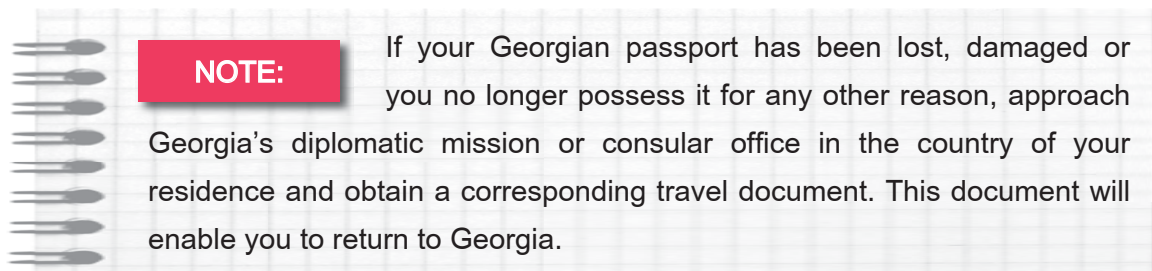 NOTE:
If your Georgian passport has been lost, damaged or
you no longer possess it for any other reason, approach
Georgia’s diplomatic mission or consular office in the country of your
residence and obtain a corresponding travel document. This document will
enable you to return to Georgia.